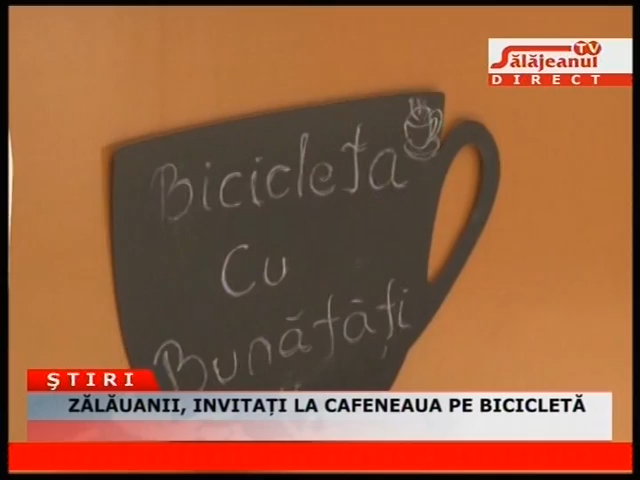 Sălăjeanul TV
DIRECT
Bicicleta
Cu
Bunătăți
ŞTIRI
ZĂLĂUANII, INVITAȚI LA CAFENEAUA PE BICICLETĂ